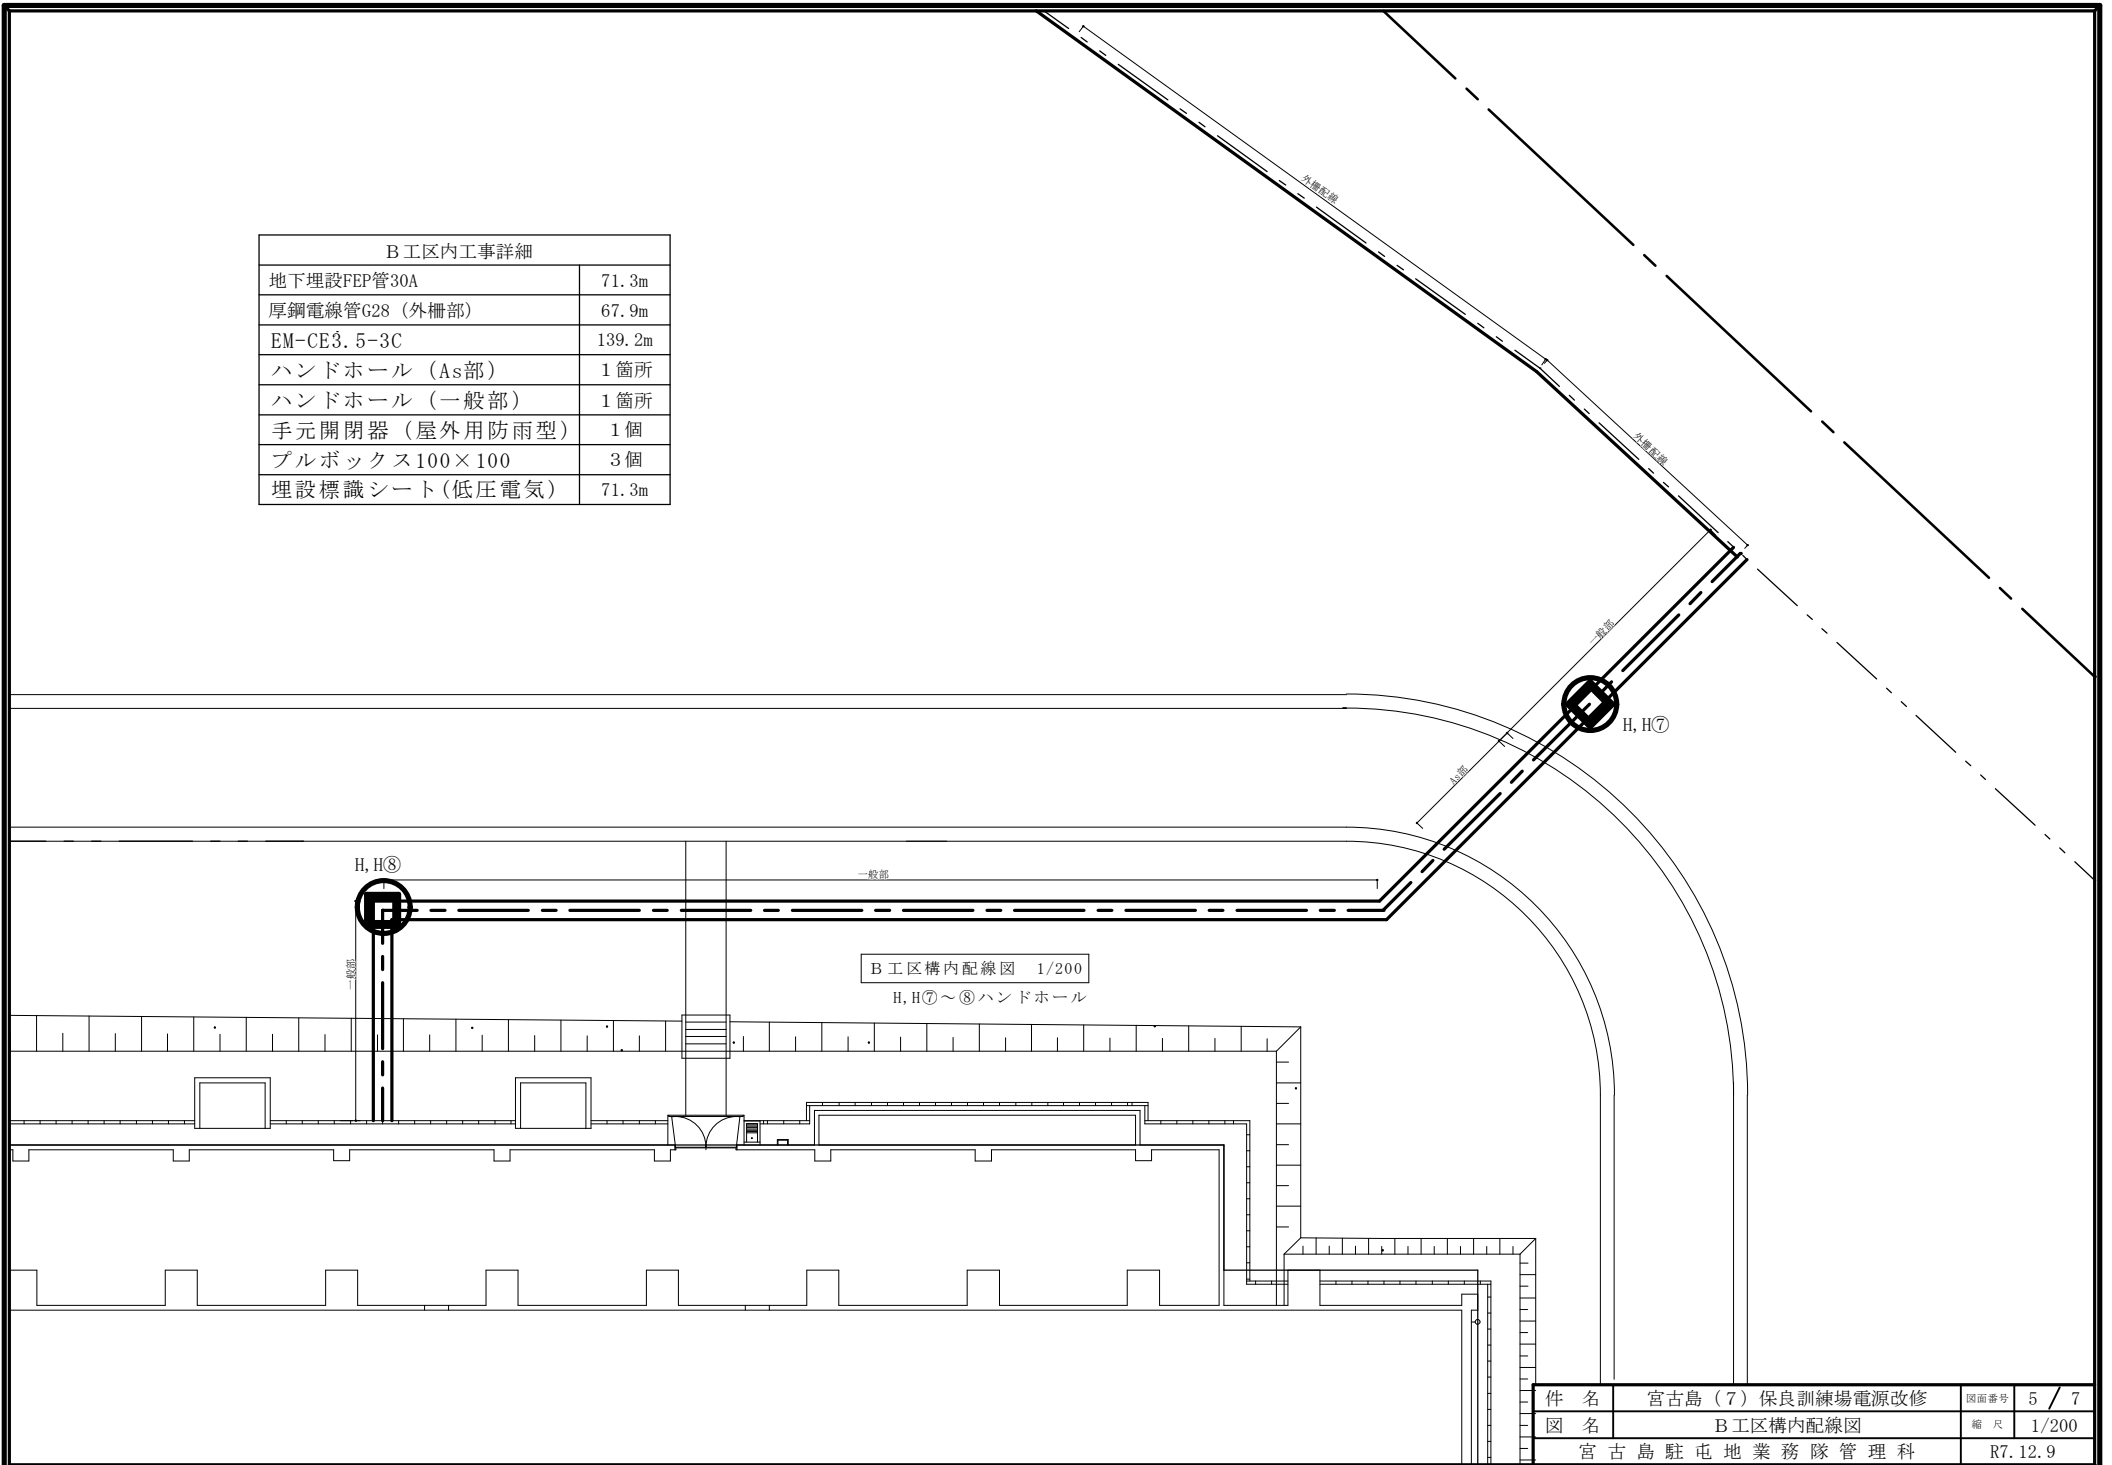 外柵配線
B工区内工事詳細
地下埋設FEP管30A 71.3m
厚鋼電線管G28（外柵部） 67.9m
EM-CE3.5-3C 139.2m
ハンドホール（As部） 1箇所
ハンドホール（一般部） 1箇所
手元開閉器（屋外用防雨型） 1個
プルボックス100×100 3個
埋設標識シート(低圧電気) 71.3m
外柵配線
一般部
H,H⑦
As部
H,H⑧
一般部
一般部
B工区構内配線図 1/200
H,H⑦～⑧ハンドホール
件 名 宮古島（7）保良訓練場電源改修 図面番号 5 / 7
図 名 B工区構内配線図 縮 尺 1/200
宮古島駐屯地業務隊管理科 R7.12.9